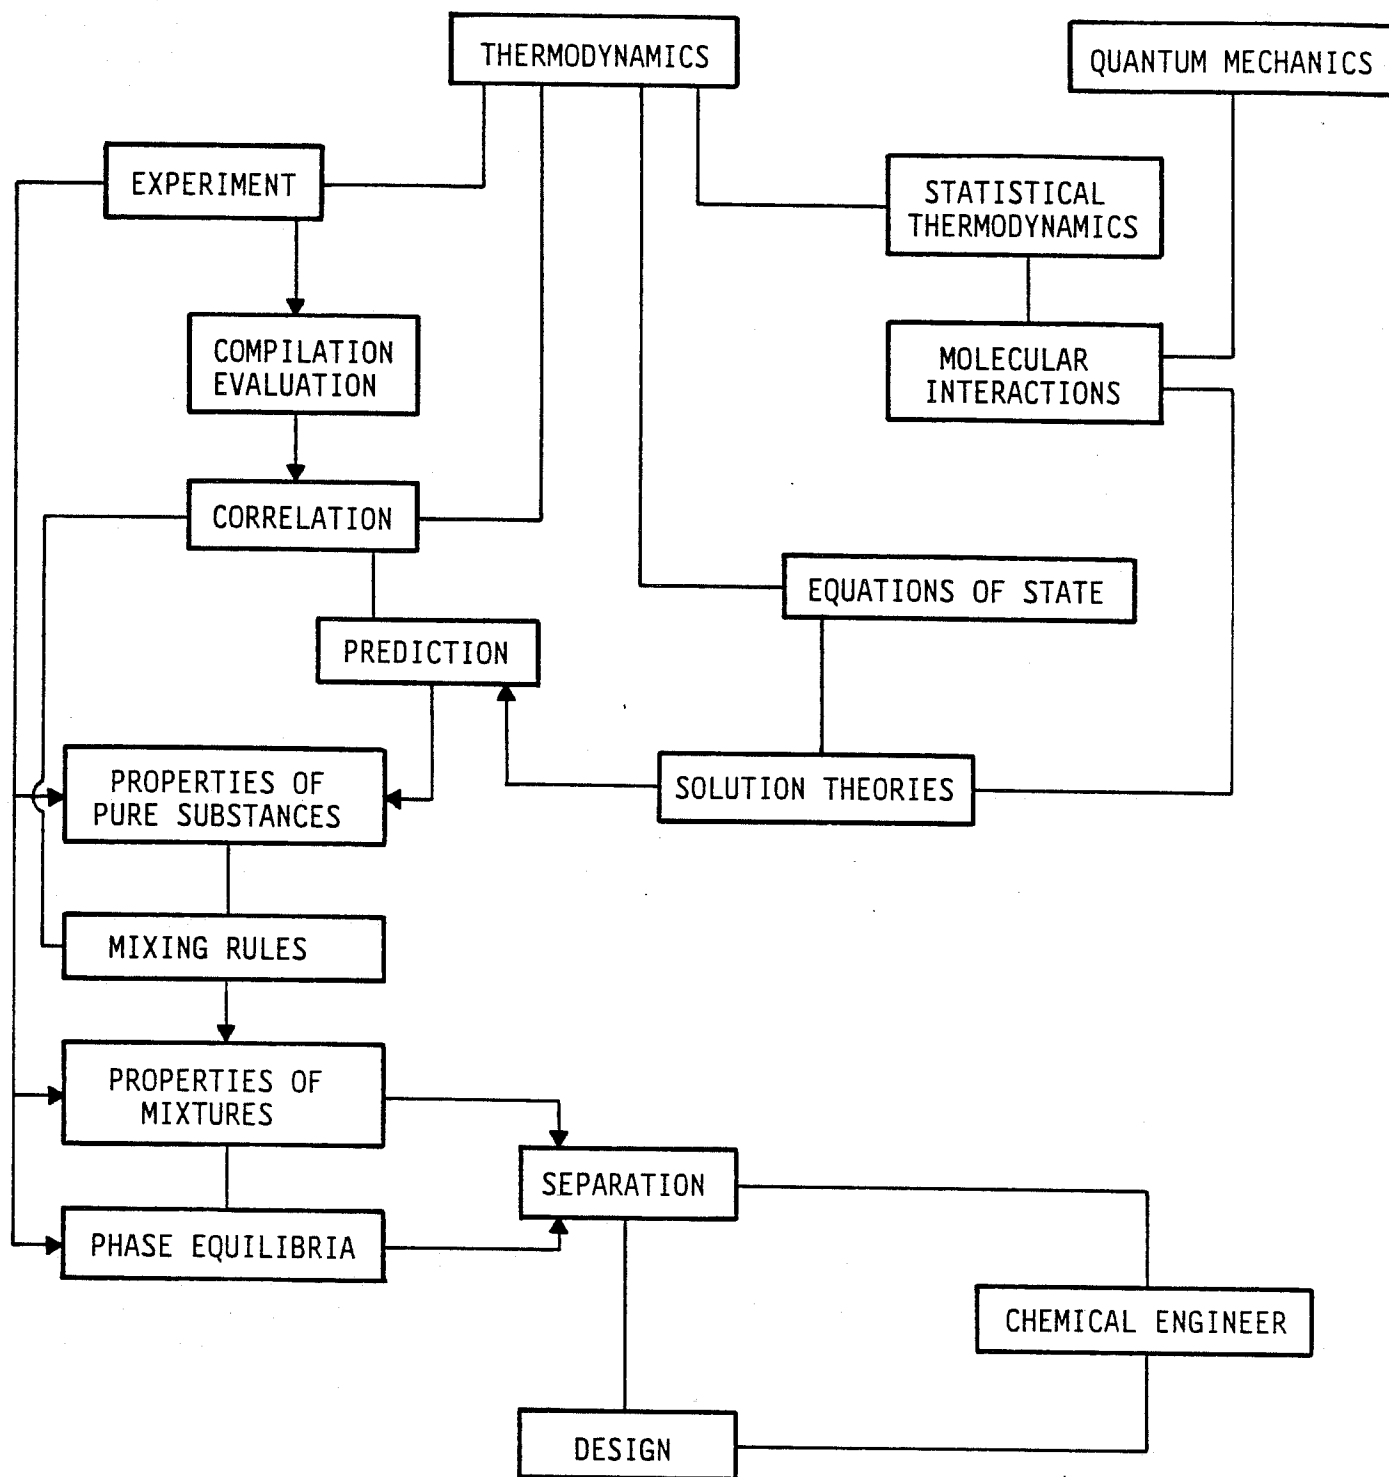 THERMODYNAMICS
QUANTUM MECHANICS
EXPERIMENT
STATISTICAL
THERMODYNAMICS
COMPILATION
EVALUATION
MOLECULAR
INTERACTIONS
CORRELATION
EQUATIONS OF STATE
PREDICTION
PROPERTIES OF
PURE SUBSTANCES
SOLUTION THEORIES
MIXING RULES
PROPERTIES OF
MIXTURES
SEPARATION
PHASE EQUILIBRIA
CHEMICAL ENGINEER
DESIGN